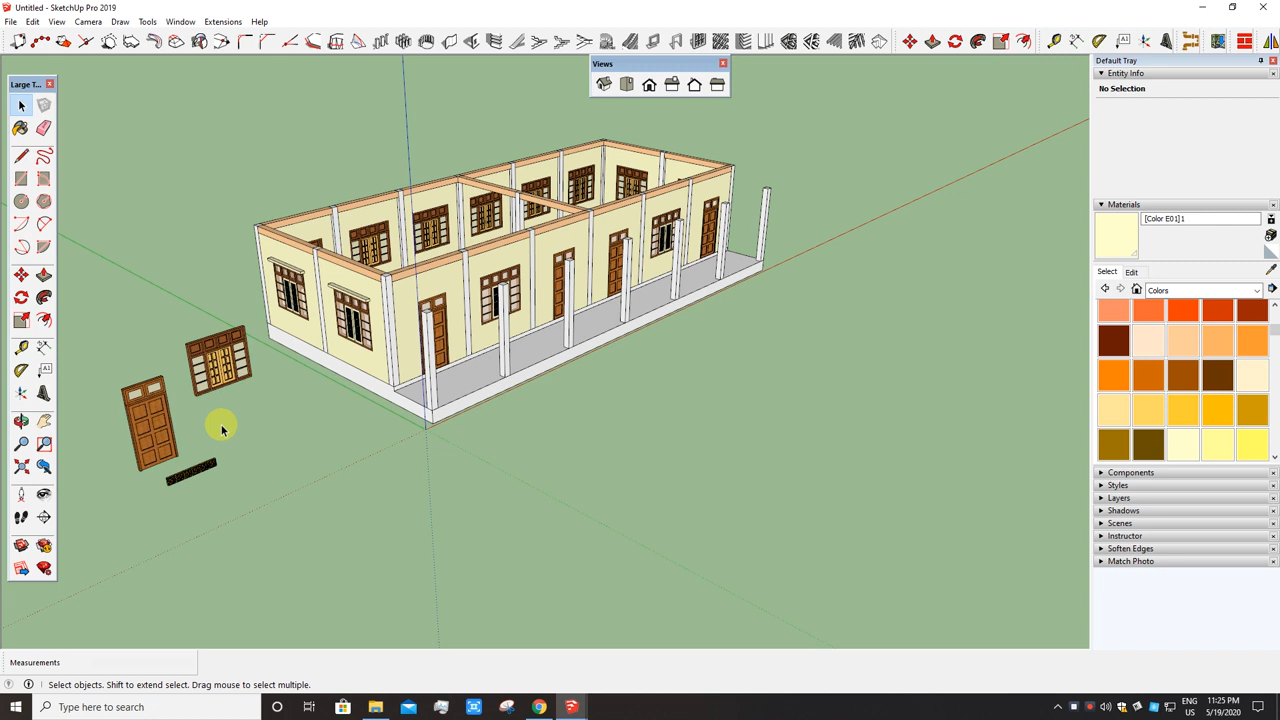 Untitled - SketchUp Pro 2019
File Edit View Camera Draw Tools Window Extensions Help
Large T...
Views
Default Tray
Entity Info
No Selection
Materials
[Color E01]1
Select Edit
Colors
Components
Styles
Layers
Shadows
Scenes
Instructor
Soften Edges
Match Photo
Measurements
Select objects. Shift to extend select. Drag mouse to select multiple.
Type here to search
ENG
US
11:25 PM
5/19/2020